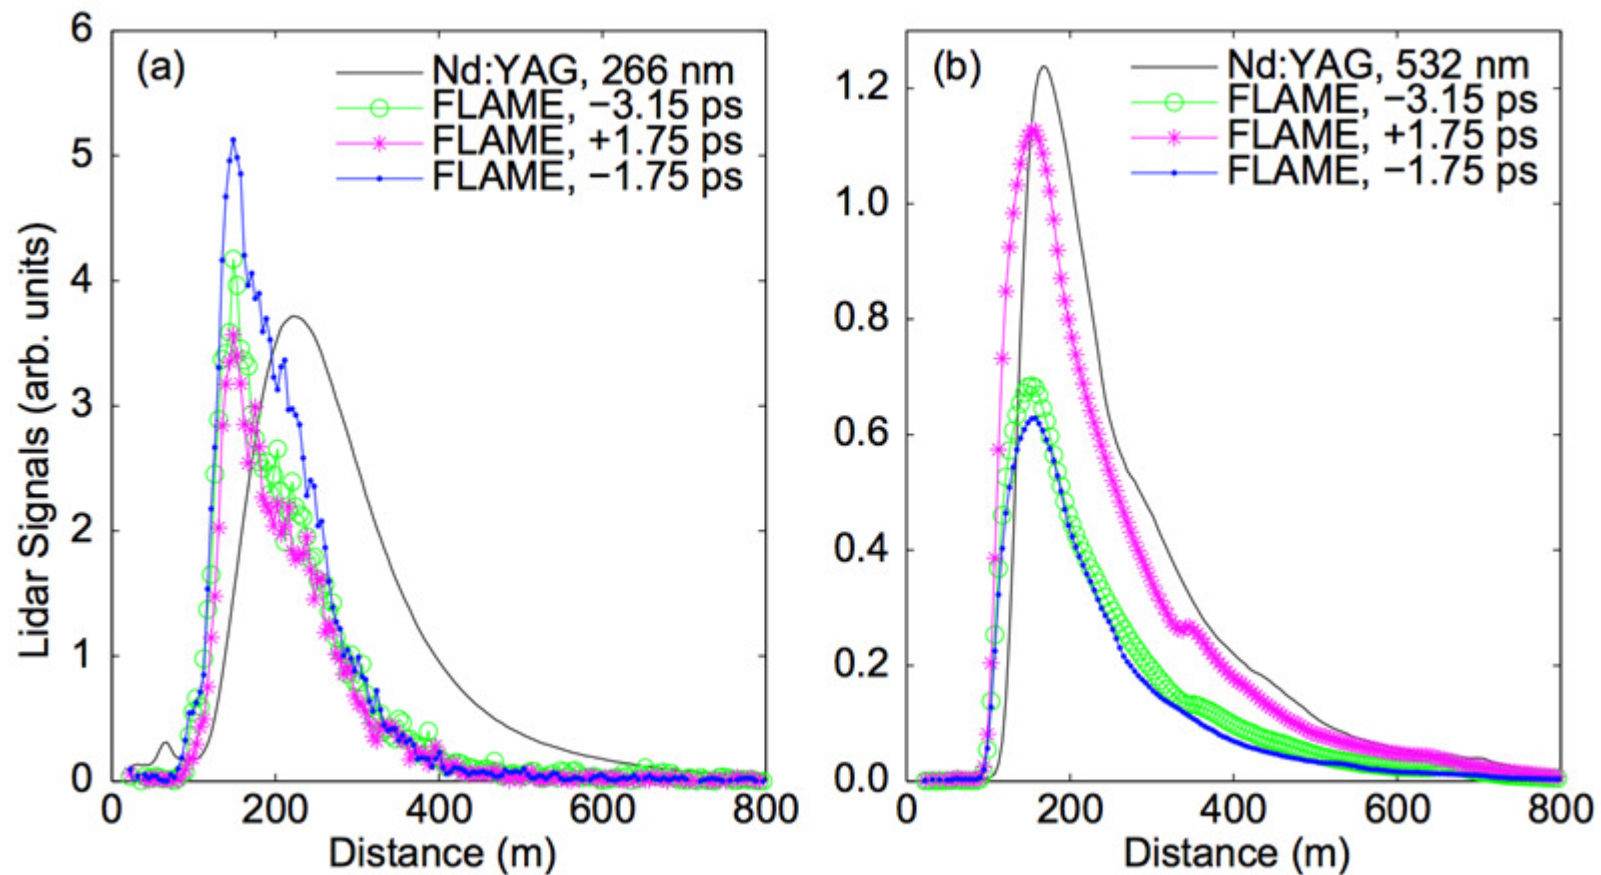 (a)
Nd:YAG, 266 nm
FLAME, −3.15 ps
FLAME, +1.75 ps
FLAME, −1.75 ps
6
5
4
3
2
1
0
0 200 400 600 800
Distance (m)
Lidar Signals (arb. units)
(b)
Nd:YAG, 532 nm
FLAME, −3.15 ps
FLAME, +1.75 ps
FLAME, −1.75 ps
1.2
1.0
0.8
0.6
0.4
0.2
0.0
0 200 400 600 800
Distance (m)